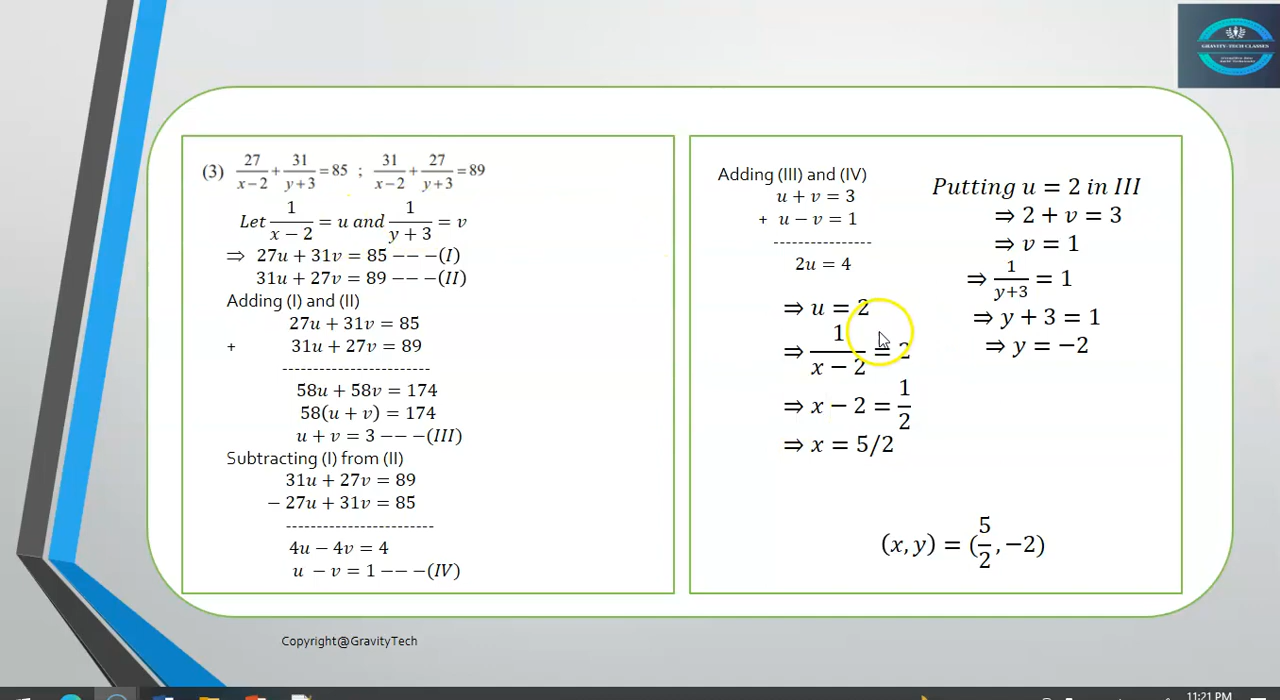 GRAVITY-TECH CLASSES
(3) 27/(x−2) + 31/(y+3) = 85 ; 31/(x−2) + 27/(y+3) = 89
Let 1/(x − 2) = u and 1/(y + 3) = v
⇒ 27u + 31v = 85 −− −(I)
31u + 27v = 89 −− −(II)
Adding (I) and (II)
27u + 31v = 85
+ 31u + 27v = 89
------------------------
58u + 58v = 174
58(u + v) = 174
u + v = 3 −− −(III)
Subtracting (I) from (II)
31u + 27v = 89
− 27u + 31v = 85
------------------------
4u − 4v = 4
u − v = 1 −− −(IV)
Adding (III) and (IV)
u + v = 3
+ u − v = 1
----------------
2u = 4
⇒ u = 2
⇒ 1/(x − 2) = 2
⇒ x − 2 = 1/2
⇒ x = 5/2
Putting u = 2 in III
⇒ 2 + v = 3
⇒ v = 1
⇒ 1/(y+3) = 1
⇒ y + 3 = 1
⇒ y = −2
(x, y) = (5/2, −2)
Copyright@GravityTech
11:21 PM